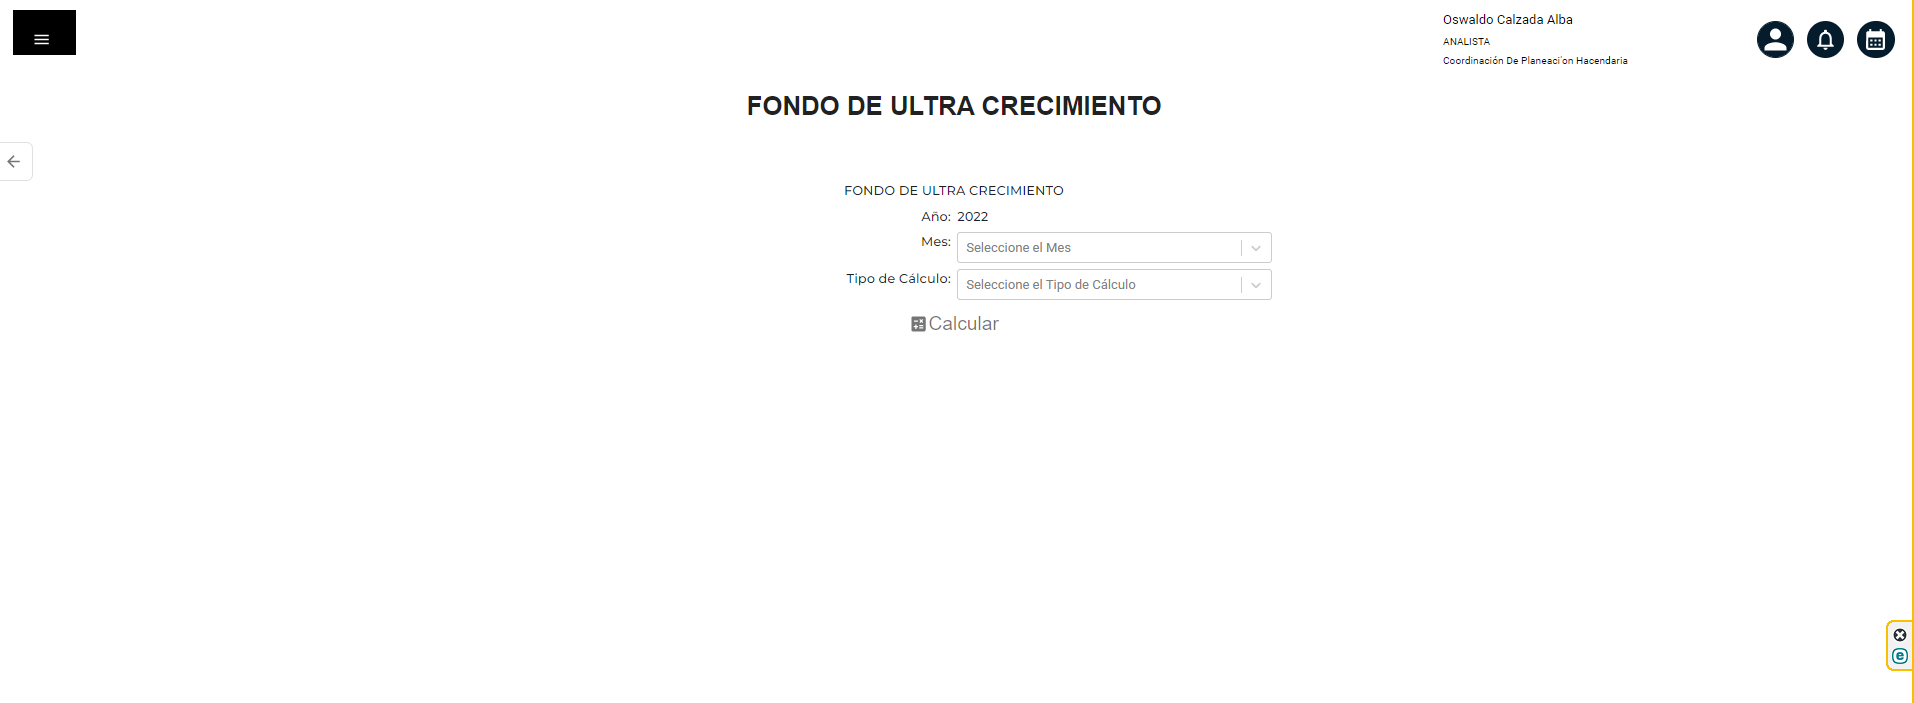 Oswaldo Calzada Alba
ANALISTA
Coordinación De Planeaci´on Hacendaria
FONDO DE ULTRA CRECIMIENTO
FONDO DE ULTRA CRECIMIENTO
Año: 2022
Mes: Seleccione el Mes
Tipo de Cálculo: Seleccione el Tipo de Cálculo
Calcular